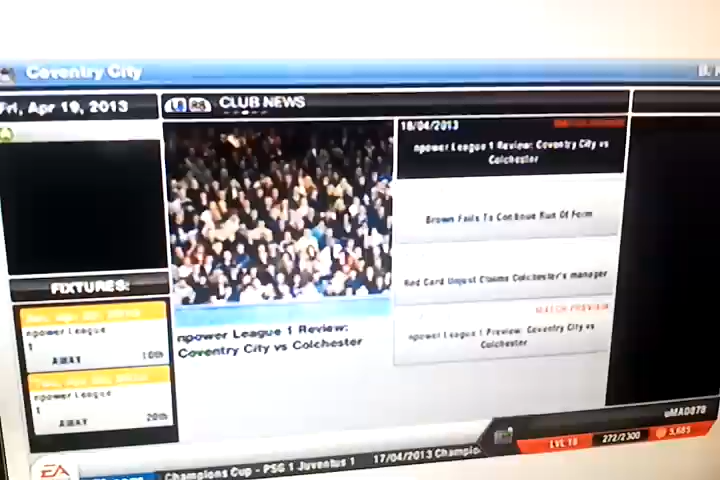 Coventry City
Fri, Apr 19, 2013
CLUB NEWS
18/04/2013
npower League 1 Review: Coventry City vs
Colchester
Brown Fails To Continue Run Of Form
Red Card Unjust Claims Colchester's manager
MATCH PREVIEW
npower League 1 Preview: Coventry City vs
Colchester
npower League 1 Review:
Coventry City vs Colchester
FIXTURES:
npower League
1
AWAY 10th
npower League
1
AWAY 20th
uMAD878
LVL 18 272/2300 5,685
EA
Champions Cup - PSG 1 Juventus 1 17/04/2013 Champio